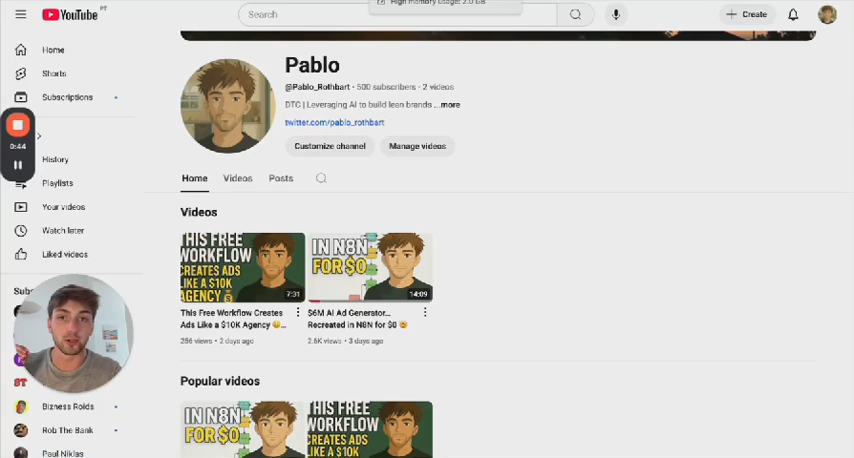 High memory usage: 2.0 GB
YouTube PT
Search
Create
Home
Shorts
Subscriptions
0:44
History
Playlists
Your videos
Watch later
Liked videos
ST
Bizness Roids
Rob The Bank
Paul Niklas
Pablo
@Pablo_Rothbart • 500 subscribers • 2 videos
DTC | Leveraging AI to build lean brands ...more
twitter.com/pablo_rothbart
Customize channel
Manage videos
Home
Videos
Posts
Videos
THIS FREE
WORKFLOW
CREATES ADS
LIKE A $10K
AGENCY
7:31
IN N8N
FOR $0
14:09
This Free Workflow Creates
Ads Like a $10K Agency 🤑...
256 views • 2 days ago
$6M AI Ad Generator...
Recreated in N8N for $0 🤯
2.6K views • 3 days ago
Popular videos
IN N8N
FOR $0
THIS FREE
WORKFLOW
CREATES ADS